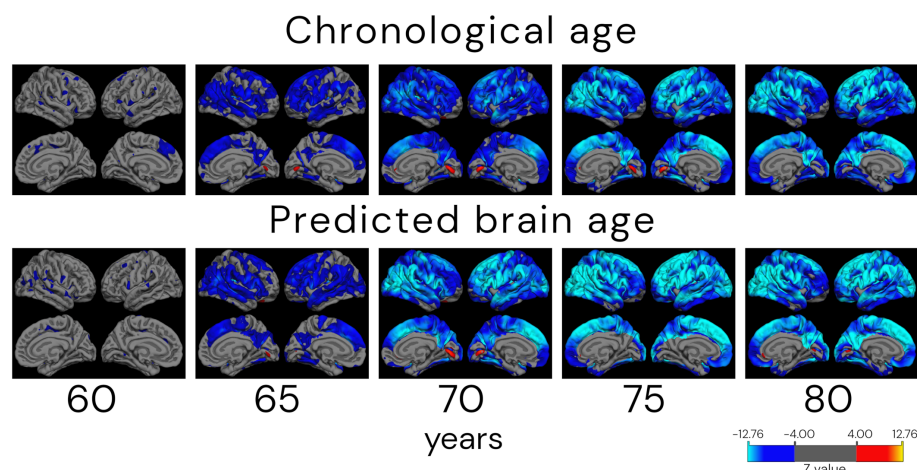 Chronological age
Predicted brain age
60 65 70 75 80
years
-12.76 -4.00 4.00 12.76
Z value